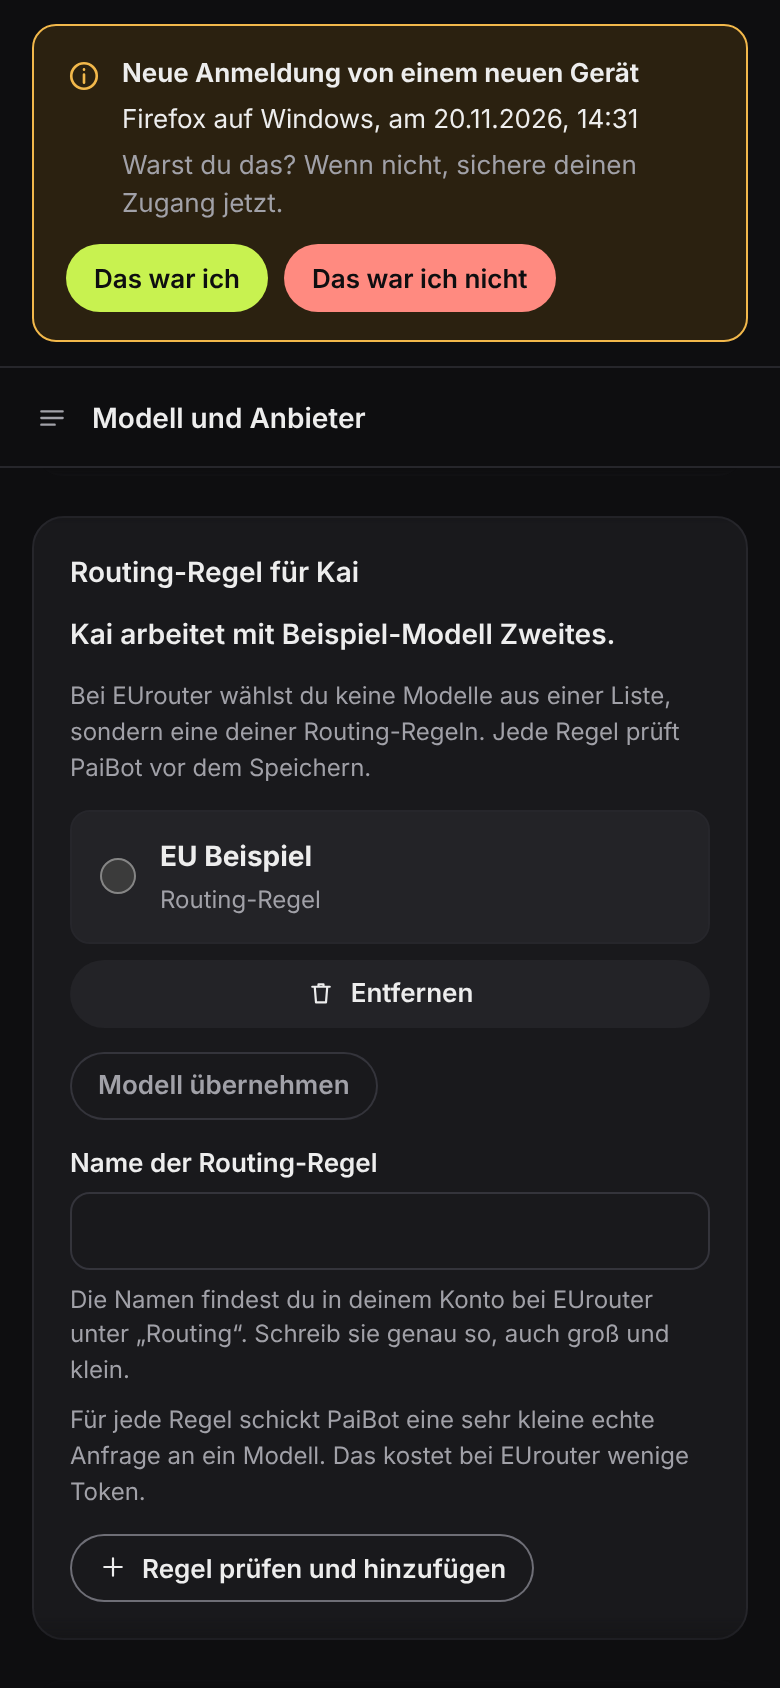 Neue Anmeldung von einem neuen Gerät
Firefox auf Windows, am 20.11.2026, 14:31
Warst du das? Wenn nicht, sichere deinen
Zugang jetzt.
Das war ich
Das war ich nicht
Modell und Anbieter
Routing-Regel für Kai
Kai arbeitet mit Beispiel-Modell Zweites.
Bei EUrouter wählst du keine Modelle aus einer Liste,
sondern eine deiner Routing-Regeln. Jede Regel prüft
PaiBot vor dem Speichern.
EU Beispiel
Routing-Regel
Entfernen
Modell übernehmen
Name der Routing-Regel
Die Namen findest du in deinem Konto bei EUrouter
unter „Routing“. Schreib sie genau so, auch groß und
klein.
Für jede Regel schickt PaiBot eine sehr kleine echte
Anfrage an ein Modell. Das kostet bei EUrouter wenige
Token.
Regel prüfen und hinzufügen